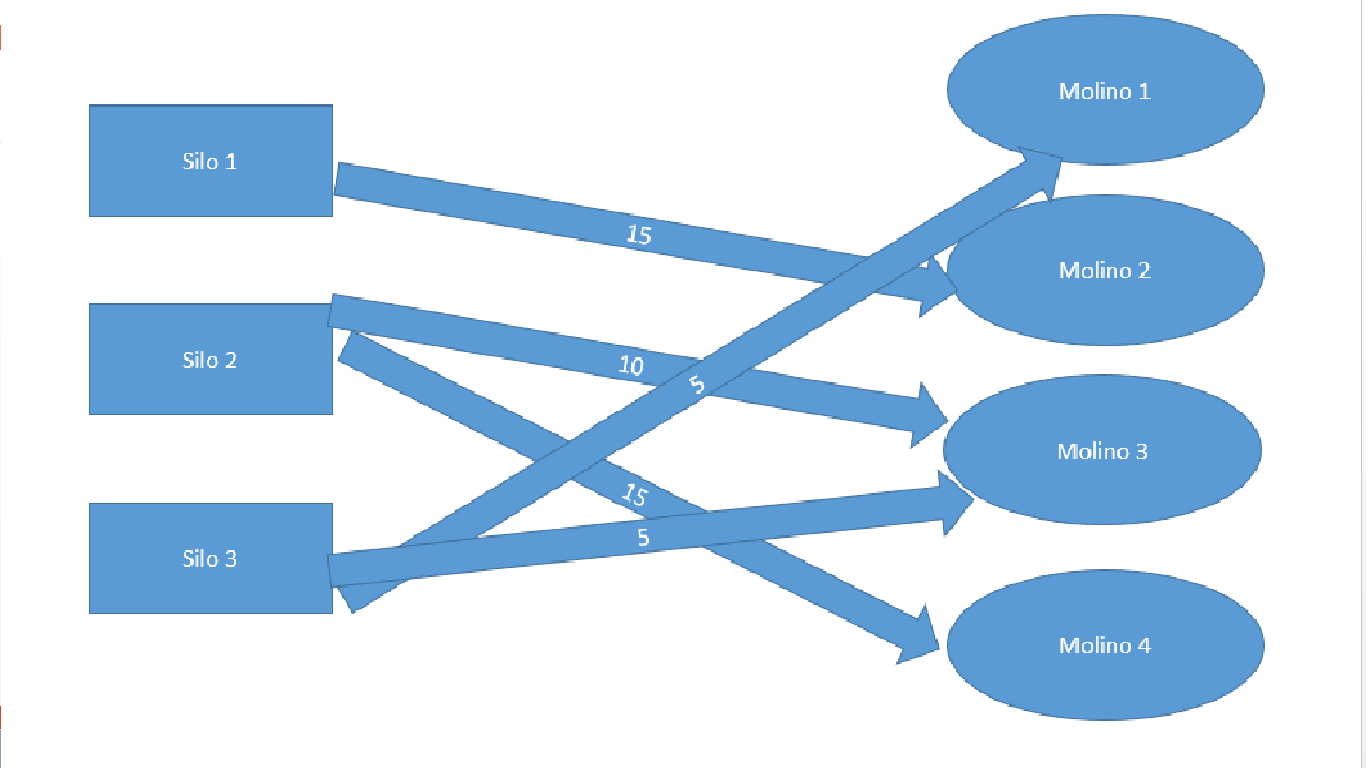 Silo 1
Silo 2
Silo 3
15
10
5
15
5
Molino 1
Molino 2
Molino 3
Molino 4